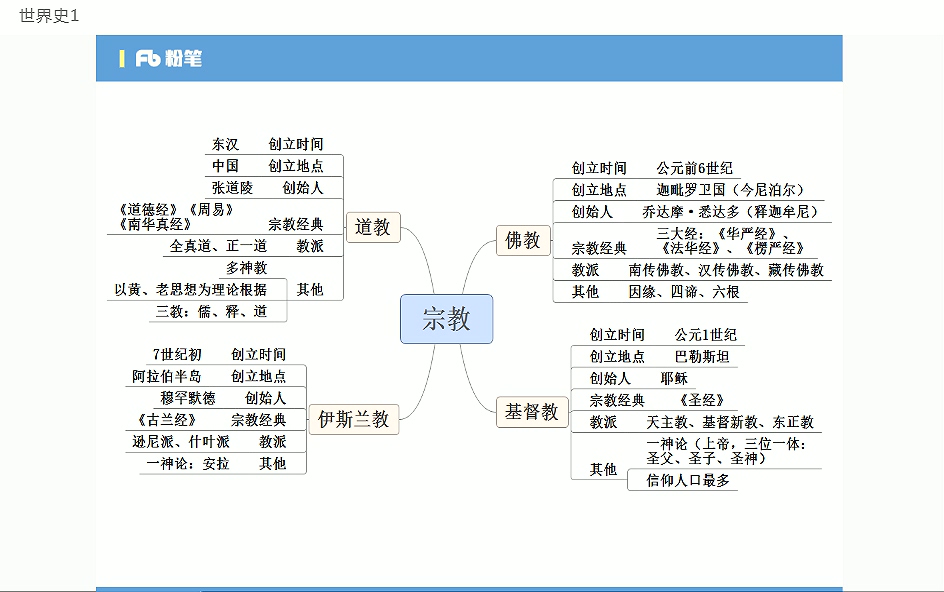 世界史1
Fb 粉笔
宗教
道教
东汉 创立时间
中国 创立地点
张道陵 创始人
《道德经》《周易》
《南华真经》 宗教经典
全真道、正一道 教派
多神教
以黄、老思想为理论根据 其他
三教：儒、释、道
佛教
创立时间 公元前6世纪
创立地点 迦毗罗卫国（今尼泊尔）
创始人 乔达摩·悉达多（释迦牟尼）
三大经：《华严经》、
宗教经典 《法华经》、《楞严经》
教派 南传佛教、汉传佛教、藏传佛教
其他 因缘、四谛、六根
伊斯兰教
7世纪初 创立时间
阿拉伯半岛 创立地点
穆罕默德 创始人
《古兰经》 宗教经典
逊尼派、什叶派 教派
一神论：安拉 其他
基督教
创立时间 公元1世纪
创立地点 巴勒斯坦
创始人 耶稣
宗教经典 《圣经》
教派 天主教、基督新教、东正教
一神论（上帝，三位一体：
圣父、圣子、圣神）
其他
信仰人口最多